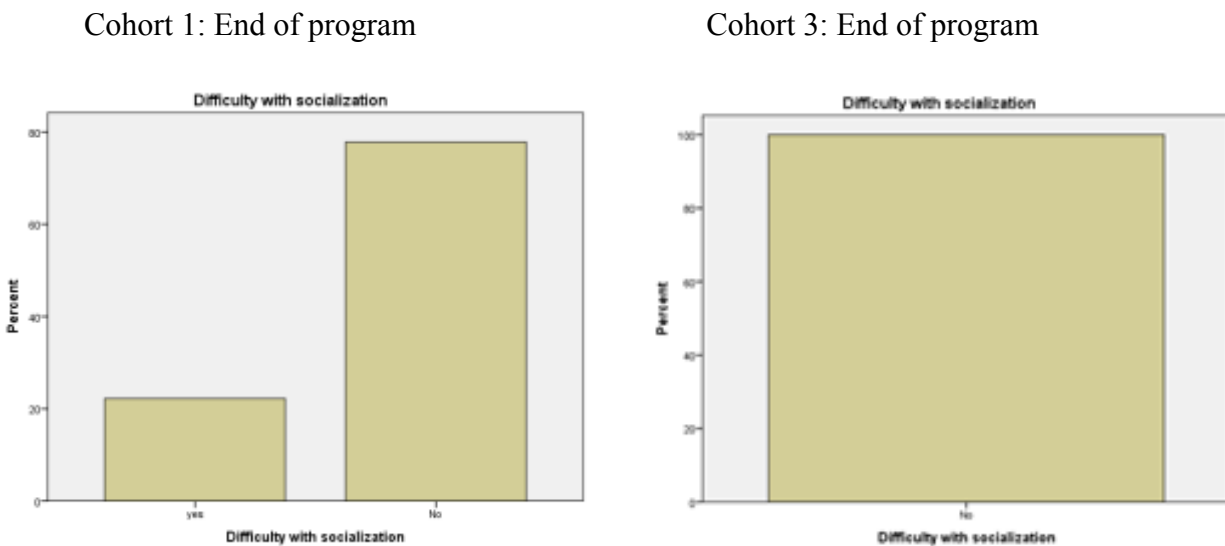 Cohort 1: End of program
Cohort 3: End of program
Difficulty with socialization
80
60
40
20
0
Percent
yes
No
Difficulty with socialization
Difficulty with socialization
100
80
60
40
20
0
Percent
No
Difficulty with socialization